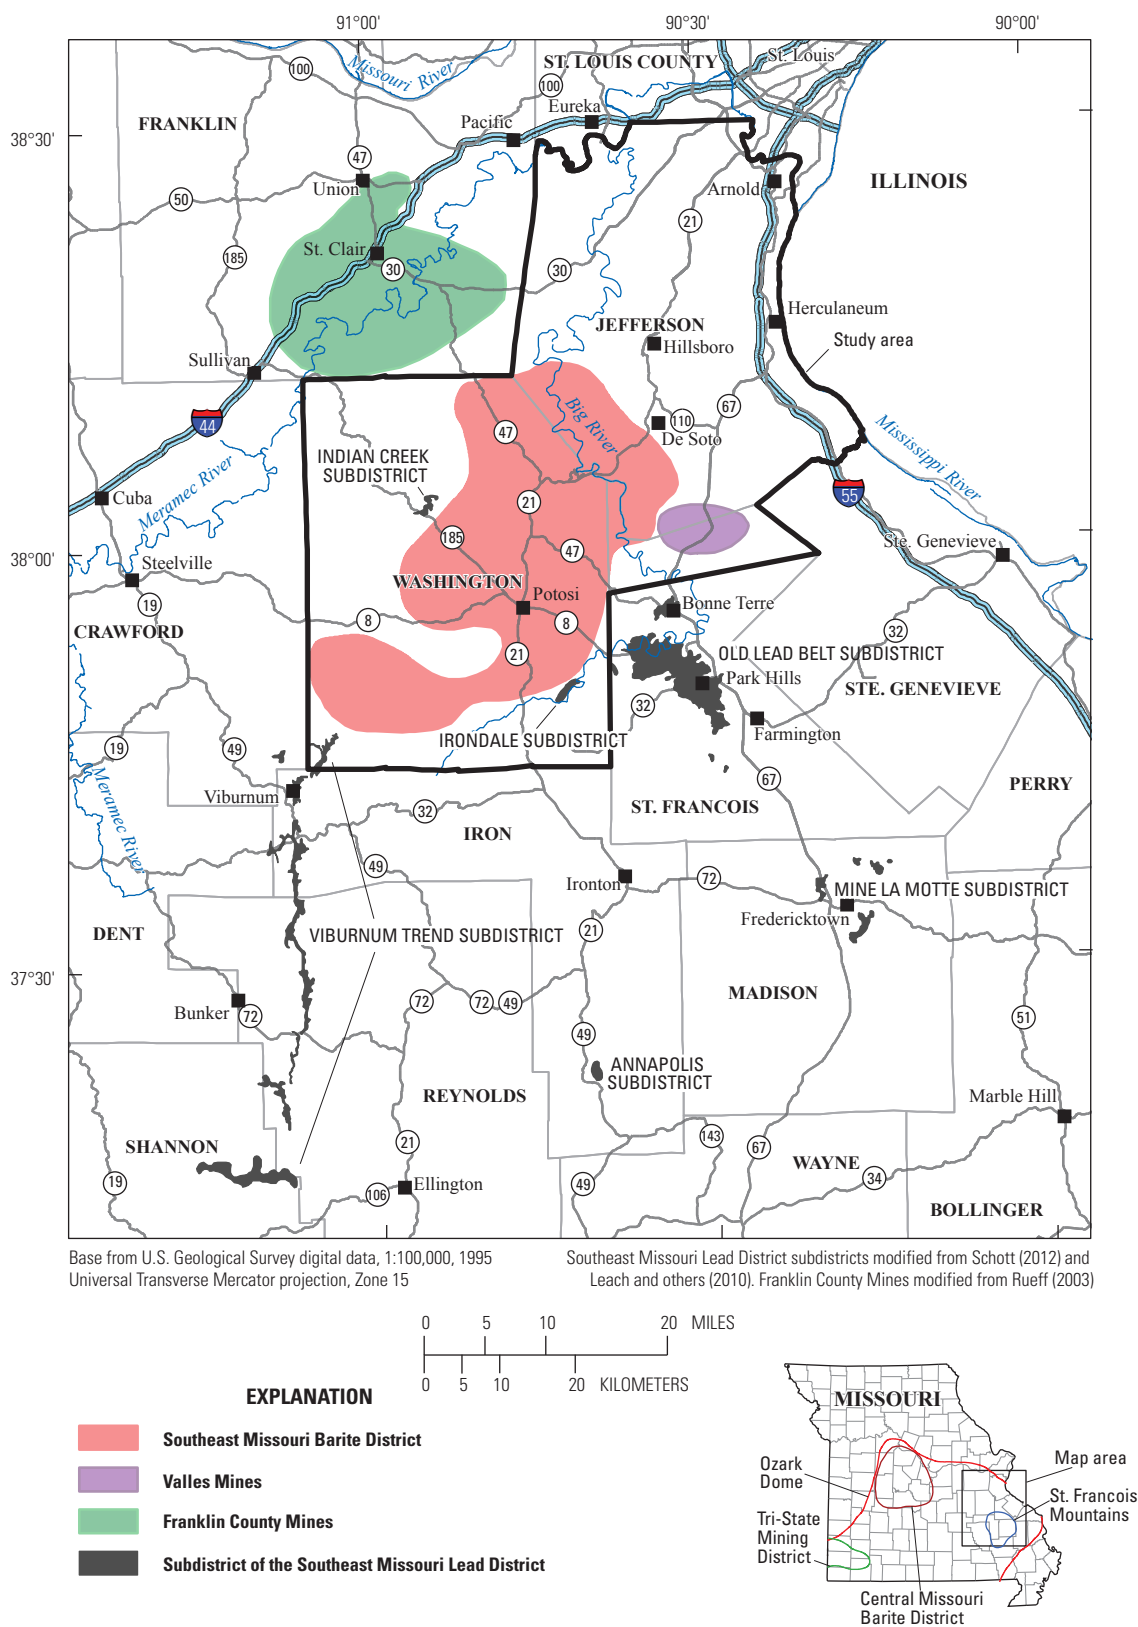 91°00'
90°30'
90°00'
38°30'
38°00'
37°30'
Missouri River
100
ST. LOUIS COUNTY
St. Louis
100
Eureka
FRANKLIN
Pacific
47
Union
50
Arnold
ILLINOIS
21
St. Clair
185
30
30
Herculaneum
JEFFERSON
Hillsboro
Study area
Sullivan
44
67
110
De Soto
Big River
47
Mississippi River
INDIAN CREEK
SUBDISTRICT
Meramec River
Cuba
21
55
185
47
Ste. Genevieve
Steelville
WASHINGTON
Potosi
Bonne Terre
19
8
8
CRAWFORD
32
21
OLD LEAD BELT SUBDISTRICT
Park Hills
STE. GENEVIEVE
32
Farmington
IRONDALE SUBDISTRICT
19
49
67
Meramec River
Viburnum
PERRY
ST. FRANCOIS
32
IRON
49
Ironton
72
MINE LA MOTTE SUBDISTRICT
Fredericktown
DENT
VIBURNUM TREND SUBDISTRICT
21
MADISON
Bunker
72
72
72
49
51
49
ANNAPOLIS
SUBDISTRICT
REYNOLDS
Marble Hill
SHANNON
21
143
67
WAYNE
34
19
106
Ellington
49
BOLLINGER
Base from U.S. Geological Survey digital data, 1:100,000, 1995
Universal Transverse Mercator projection, Zone 15
Southeast Missouri Lead District subdistricts modified from Schott (2012) and
Leach and others (2010). Franklin County Mines modified from Rueff (2003)
0 5 10 20 MILES
0 5 10 20 KILOMETERS
EXPLANATION
Southeast Missouri Barite District
Valles Mines
Franklin County Mines
Subdistrict of the Southeast Missouri Lead District
MISSOURI
Ozark
Dome
Map area
St. Francois
Mountains
Tri-State
Mining
District
Central Missouri
Barite District